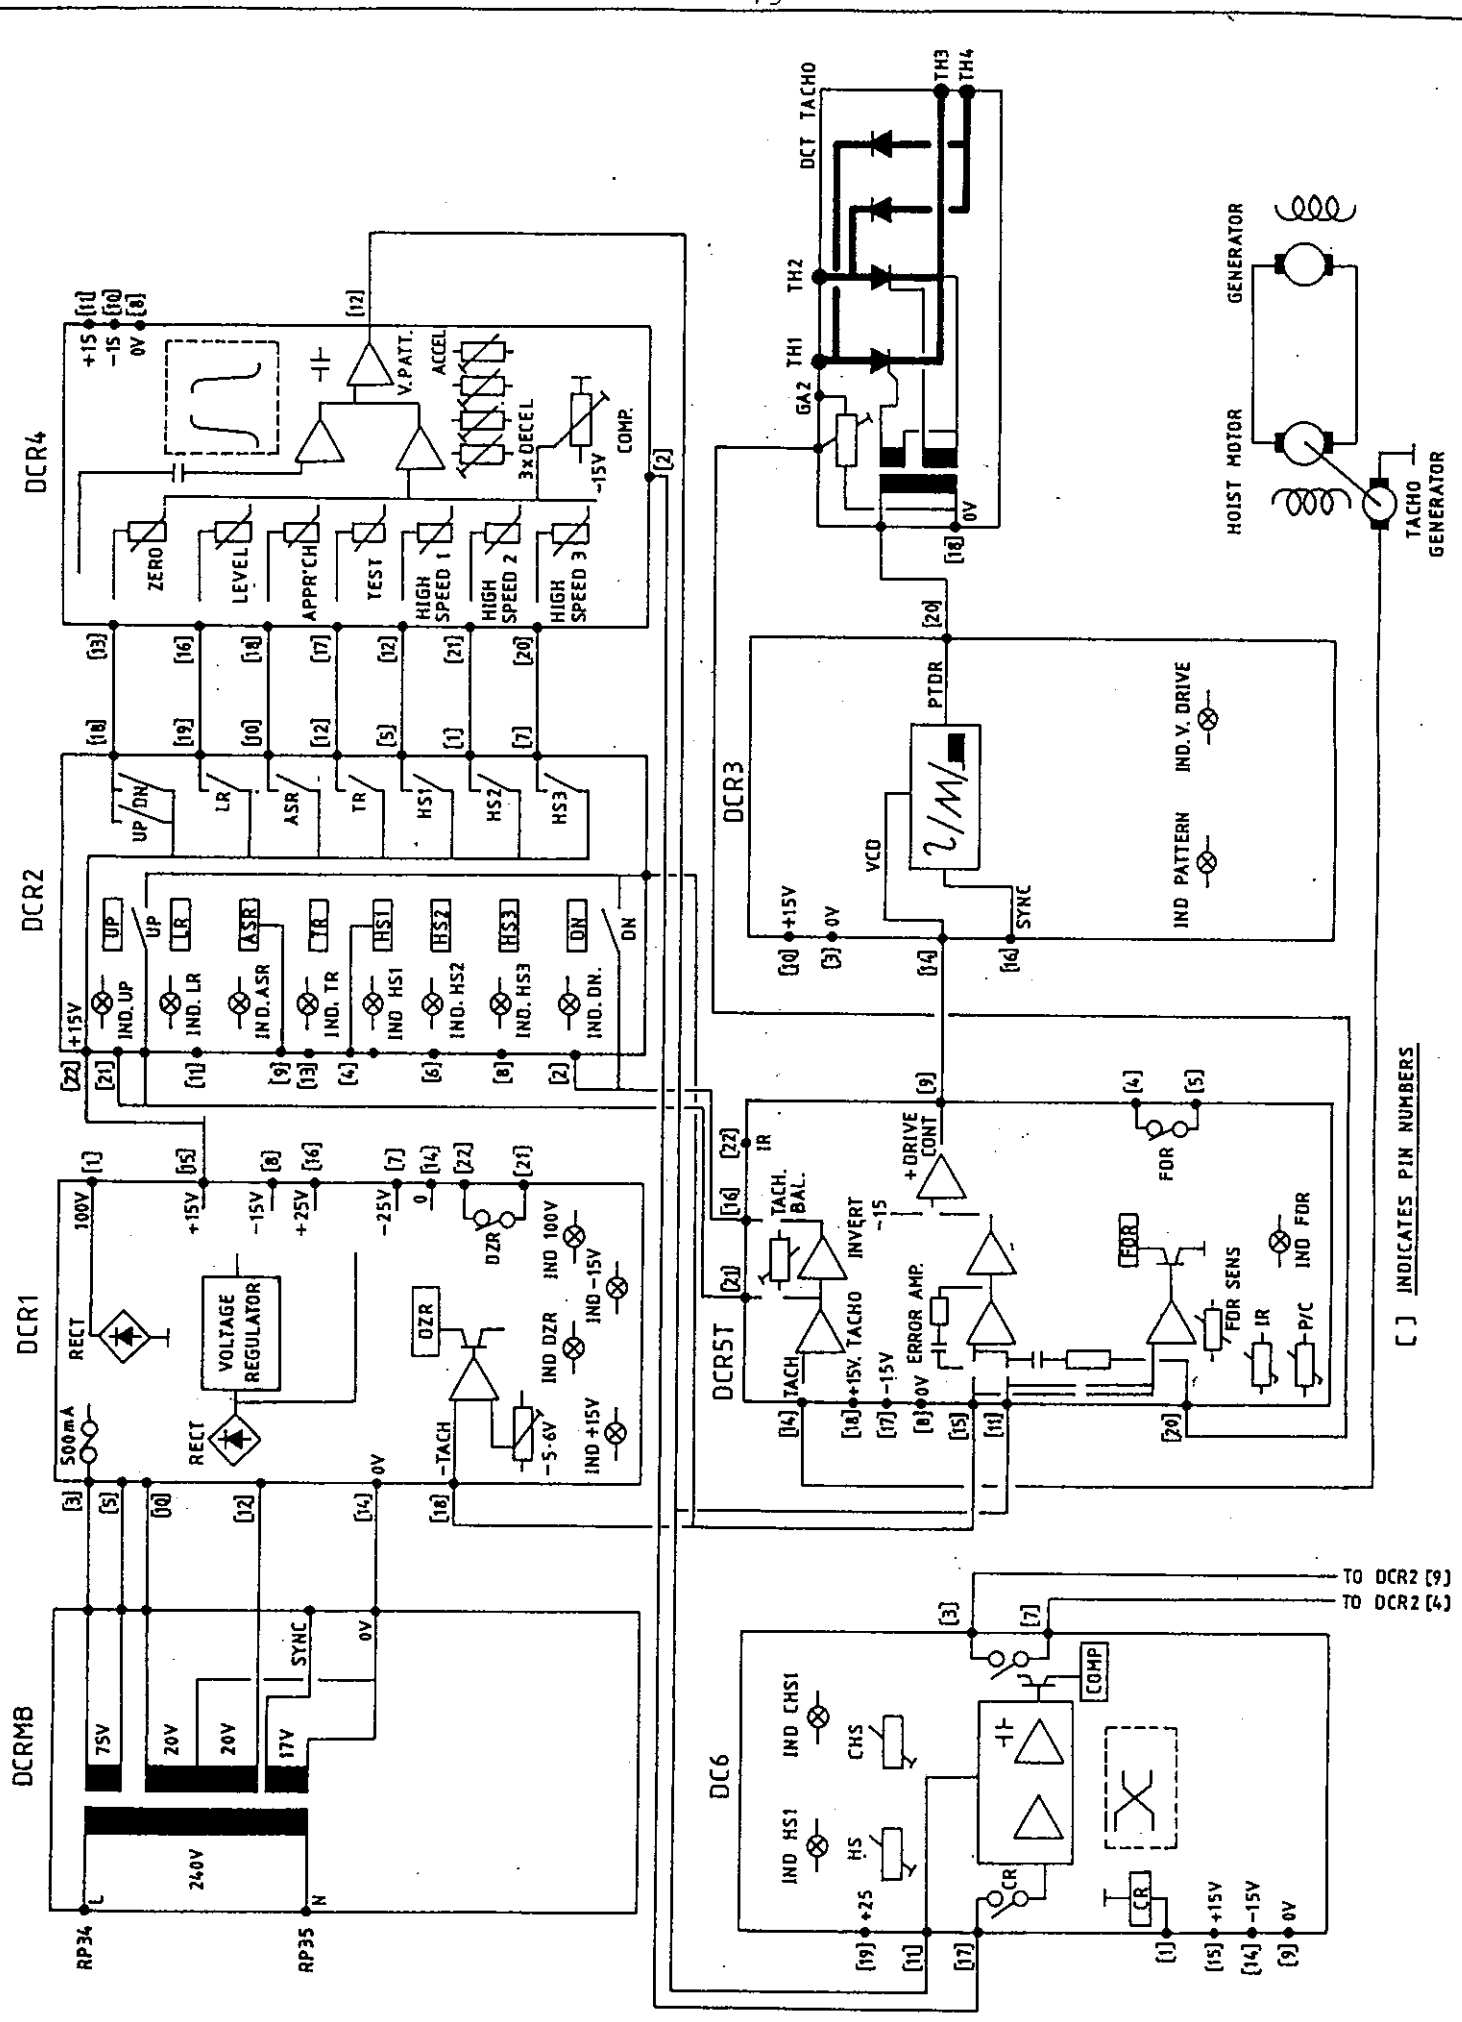 DCRMB
RP34
L
240V
N
RP35
75V
20V
20V
17V
SYNC
0V
DCR1
[3]
[5]
[10]
[12]
[14]
[18]
500mA
RECT
RECT
VOLTAGE
REGULATOR
0V
-TACH
-5·6V
DZR
IND +15V
IND DZR
IND -15V
IND 100V
100V
+15V
-15V
+25V
-25V
0
DZR
[1]
[15]
[8]
[16]
[7]
[14]
[22]
[21]
DCR2
[22]
[21]
[11]
[9]
[13]
[4]
[6]
[8]
[2]
+15V
IND. UP
IND. LR
IND. ASR
IND. TR
IND HS1
IND. HS2
IND. HS3
IND. DN.
UP
UP
LR
ASR
TR
HS1
HS2
HS3
DN
DN
UP
DN
LR
ASR
TR
HS1
HS2
HS3
[18]
[19]
[10]
[12]
[5]
[1]
[7]
DCR4
[13]
[16]
[18]
[17]
[12]
[21]
[20]
ZERO
LEVEL
APPR'CH
TEST
HIGH
SPEED 1
HIGH
SPEED 2
HIGH
SPEED 3
V.PATT.
ACCEL
3x DECEL
-15V
COMP.
+15 [11]
-15 [10]
0V [8]
[12]
[2]
DC6
IND HS1
IND CHS1
HS
CHS
[19] +25
[11]
[17]
CR
CR
[1]
[15] +15V
[14] -15V
[9] 0V
COMP
[3]
[7]
TO DCR2 [9]
TO DCR2 [4]
DCR5T
[14]
[18]
[17]
[8]
[15]
[11]
[20]
TACH
+15V. TACHO
-15V
0V
ERROR AMP.
INVERT
-15
TACH.
BAL.
IR
+DRIVE
CONT
FOR
FOR SENS
IR
P/C
IND FOR
FOR
[21]
[16]
[22]
[9]
[4]
[5]
DCR3
[10] +15V
[3] 0V
[14]
[16]
VCD
SYNC
PTDR
[20]
IND PATTERN
IND. V. DRIVE
DCT TACHO
GA2
TH1
TH2
TH3
TH4
0V
[18]
HOIST MOTOR
GENERATOR
TACHO
GENERATOR
[ ] INDICATES PIN NUMBERS